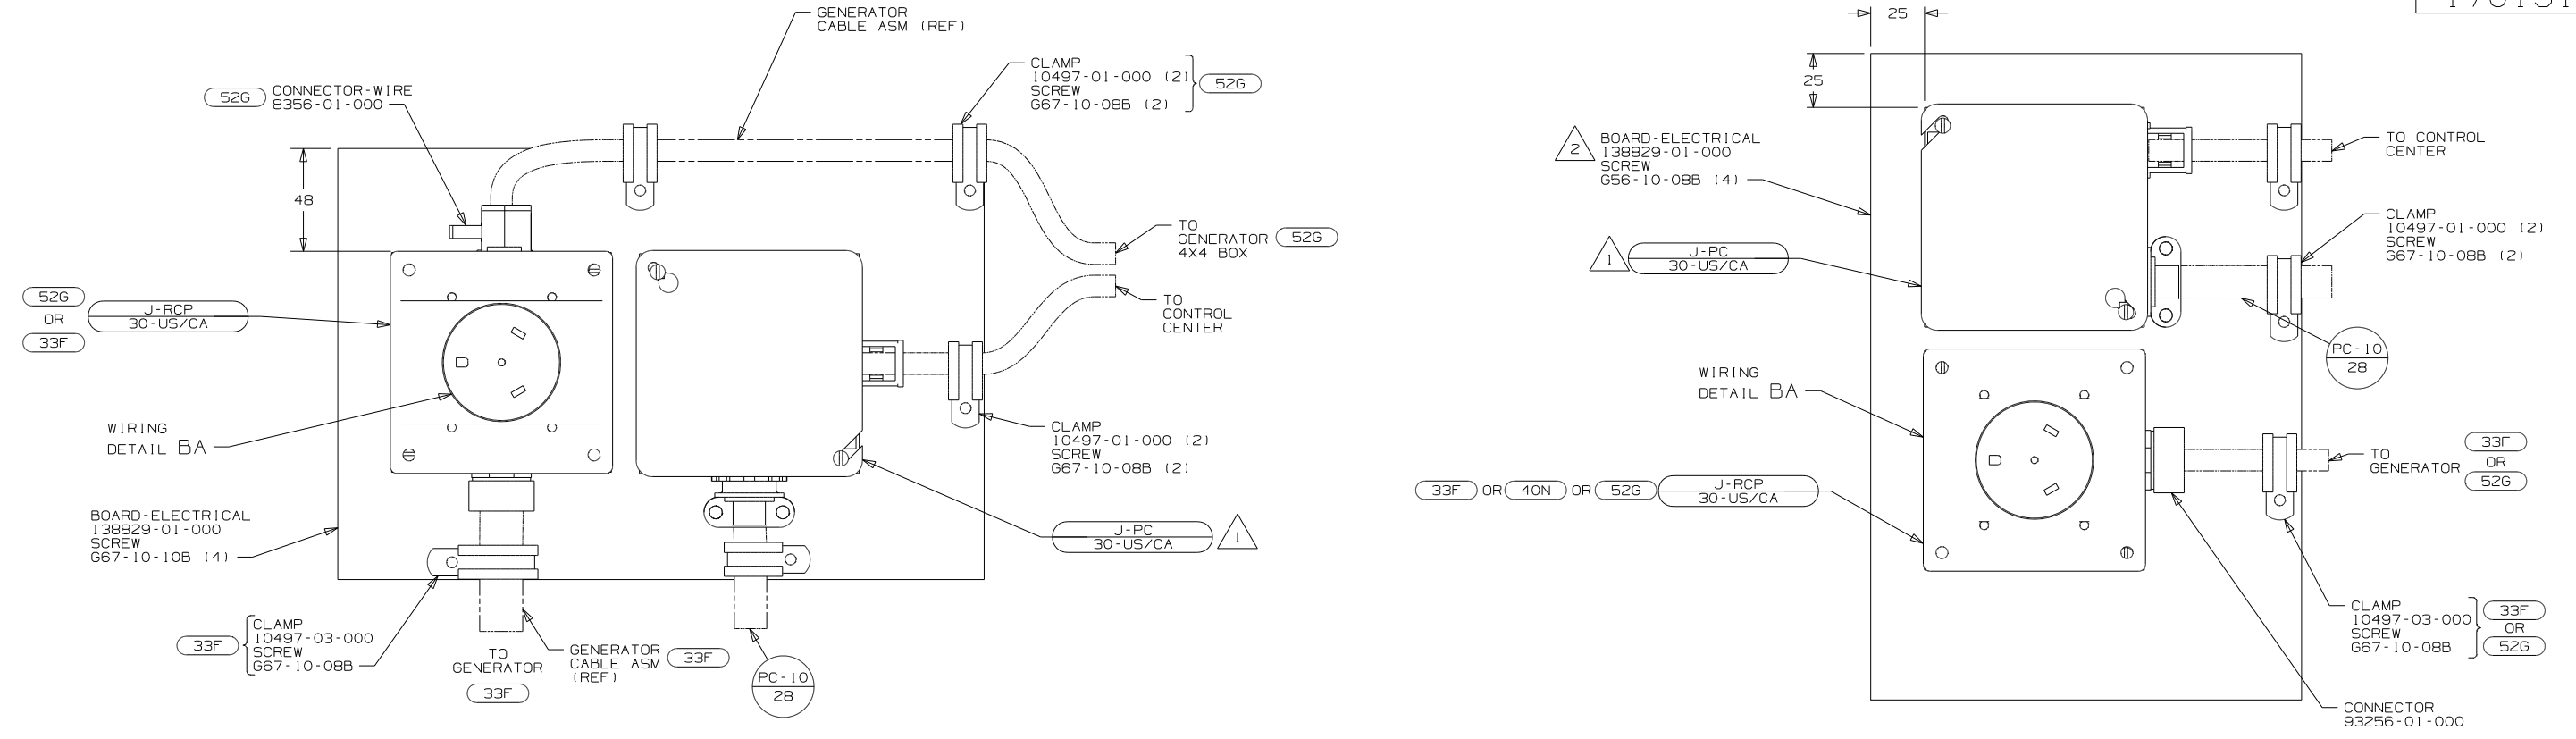 GENERATOR
CABLE ASM (REF)
52G
CONNECTOR-WIRE
8356-01-000
CLAMP
10497-01-000 (2)
SCREW
G67-10-08B (2)
52G
48
TO
GENERATOR
4X4 BOX
52G
TO
CONTROL
CENTER
52G
OR
33F
J-RCP
30-US/CA
WIRING
DETAIL BA
CLAMP
10497-01-000 (2)
SCREW
G67-10-08B (2)
BOARD-ELECTRICAL
138829-01-000
SCREW
G67-10-10B (4)
J-PC
30-US/CA
1
33F
CLAMP
10497-03-000
SCREW
G67-10-08B
TO
GENERATOR
33F
GENERATOR
CABLE ASM
(REF)
33F
PC-10
28
25
25
2
BOARD-ELECTRICAL
138829-01-000
SCREW
G56-10-08B (4)
TO CONTROL
CENTER
1
J-PC
30-US/CA
CLAMP
10497-01-000 (2)
SCREW
G67-10-08B (2)
PC-10
28
WIRING
DETAIL BA
33F
OR
52G
TO
GENERATOR
33F OR 40N OR 52G
J-RCP
30-US/CA
CLAMP
10497-03-000
SCREW
G67-10-08B
33F
OR
52G
CONNECTOR
93256-01-000